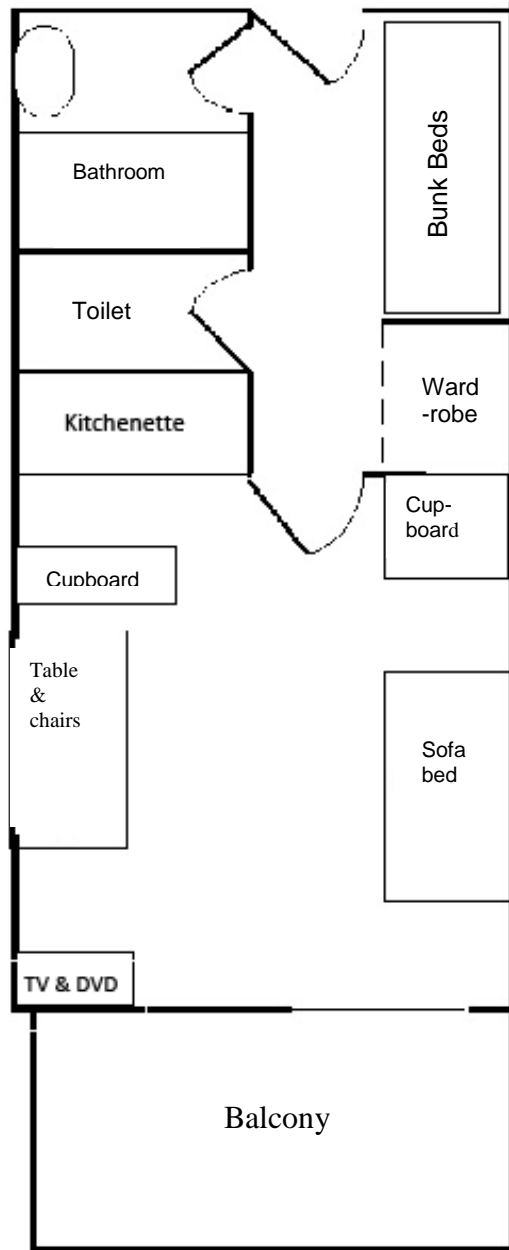 Bathroom
Bunk Beds
Toilet
Ward
-robe
Kitchenette
Cup-
board
Cupboard
Table
&
chairs
Sofa
bed
TV & DVD
Balcony